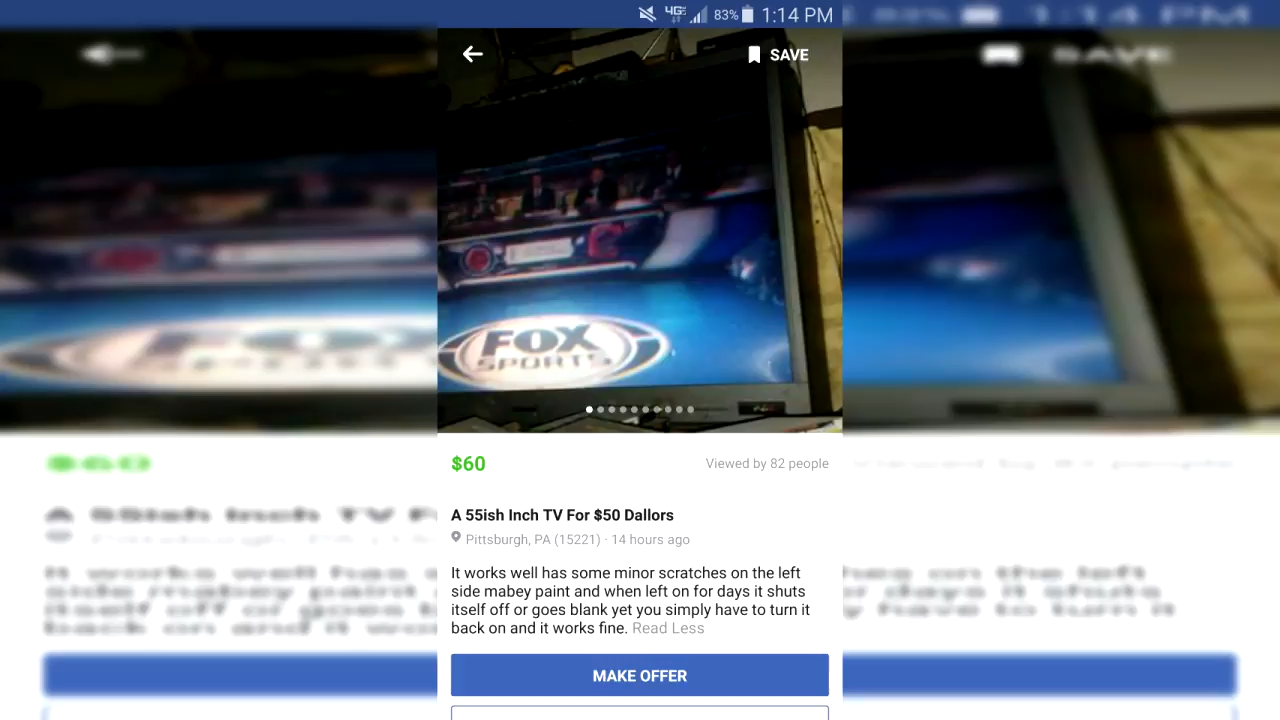 4G 83% 1:14 PM
SAVE
FOX
SPORTS
$60 Viewed by 82 people
A 55ish Inch TV For $50 Dallors
Pittsburgh, PA (15221) · 14 hours ago
It works well has some minor scratches on the left
side mabey paint and when left on for days it shuts
itself off or goes blank yet you simply have to turn it
back on and it works fine. Read Less
MAKE OFFER